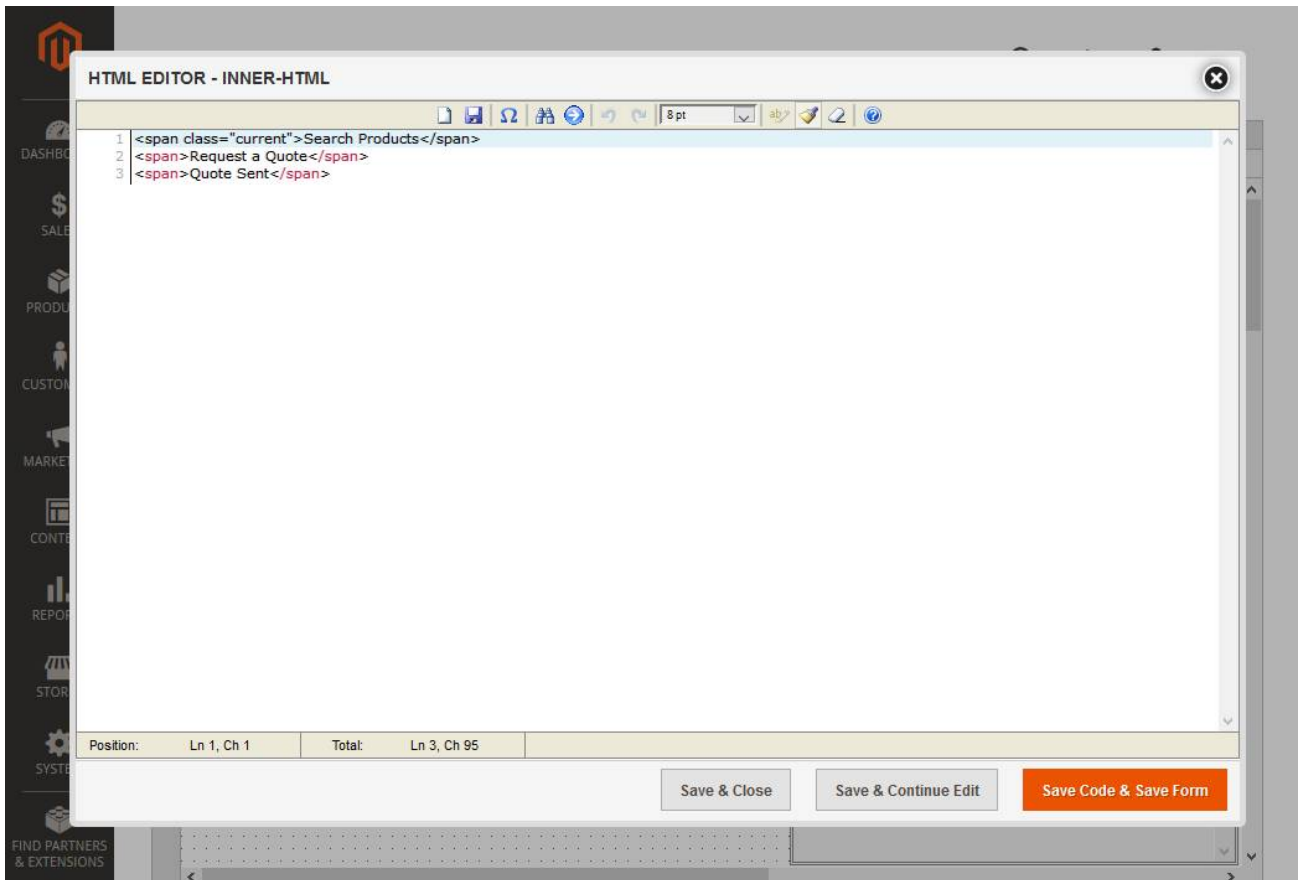 HTML EDITOR - INNER-HTML
8 pt
1 <span class="current">Search Products</span>
2 <span>Request a Quote</span>
3 <span>Quote Sent</span>
DASHBO
SALE
PRODU
CUSTOM
MARKET
CONTE
REPOR
STOR
SYSTE
FIND PARTNERS
& EXTENSIONS
Position: Ln 1, Ch 1 Total: Ln 3, Ch 95
Save & Close Save & Continue Edit Save Code & Save Form